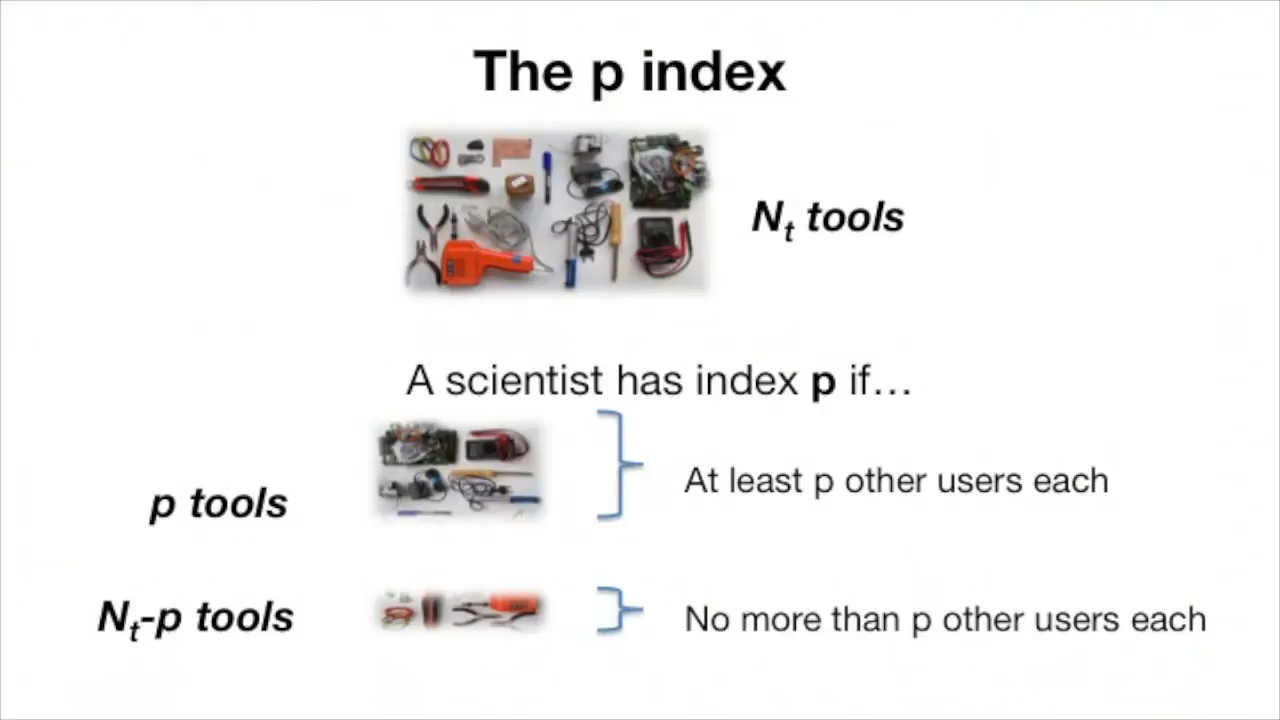 The p index
Nt tools
A scientist has index p if…
p tools
At least p other users each
Nt-p tools
No more than p other users each